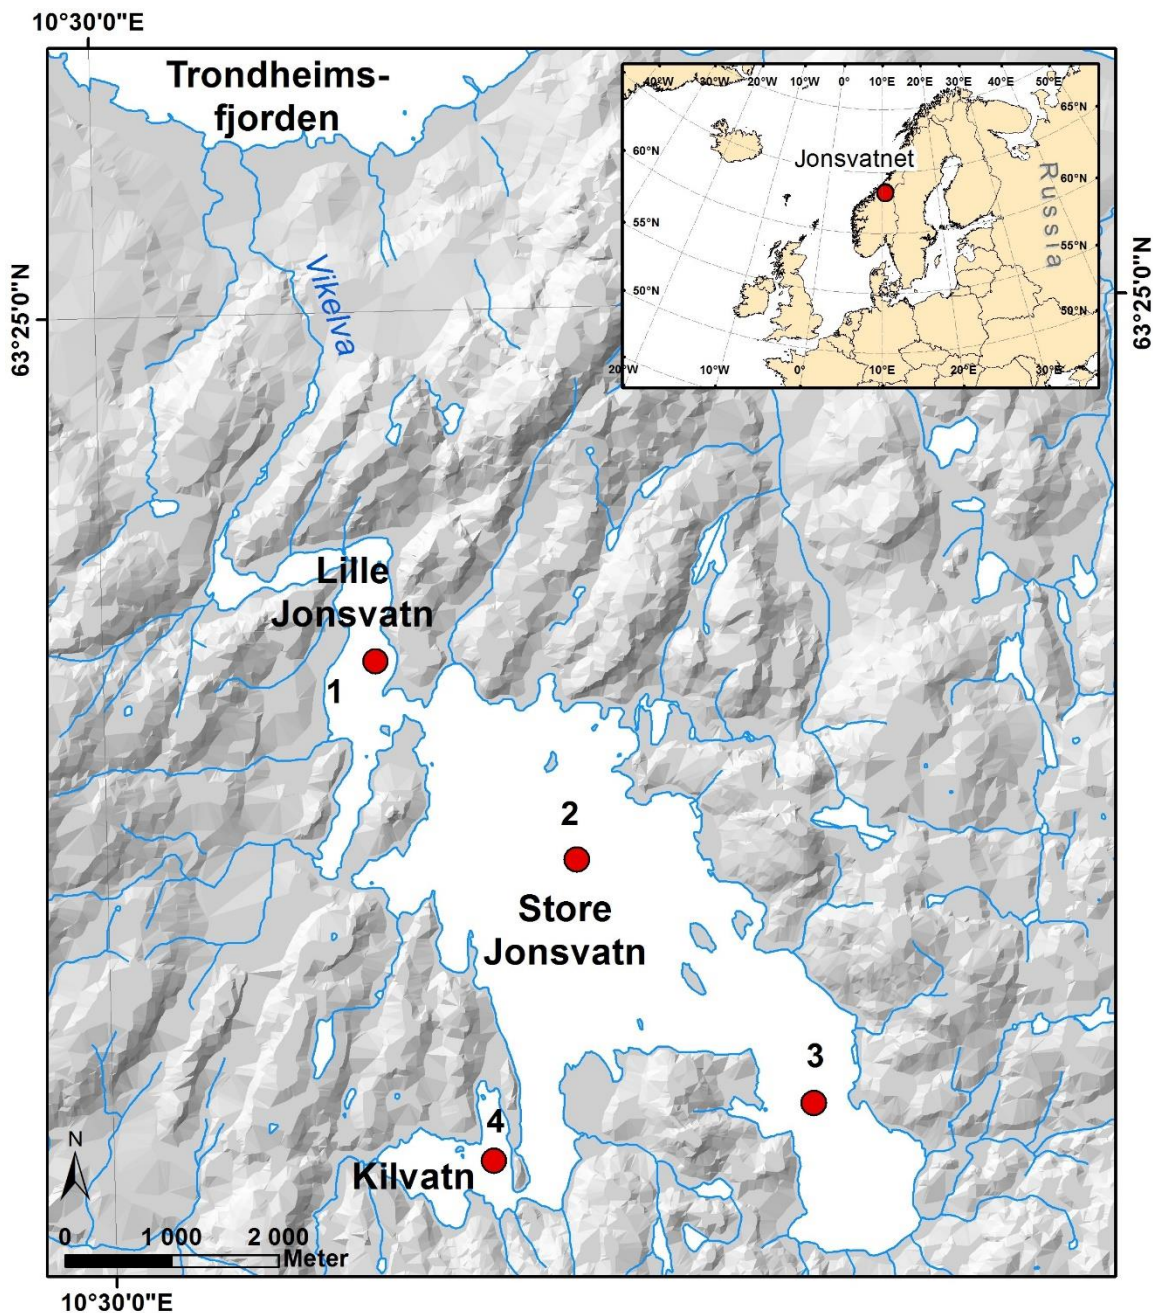 10°30'0"E
Trondheims-
fjorden
40°W 30°W 20°W 10°W 0° 10°E 20°E 30°E 40°E 50°E
65°N
60°N
Jonsvatnet
60°N
55°N
Russia
55°N
50°N
50°N
20°W 10°W 0° 10°E 20°E 30°E
63°25'0"N
63°25'0"N
Vikelva
Lille
Jonsvatn
1
2
Store
Jonsvatn
3
4
Kilvatn
N
0 1 000 2 000
Meter
10°30'0"E